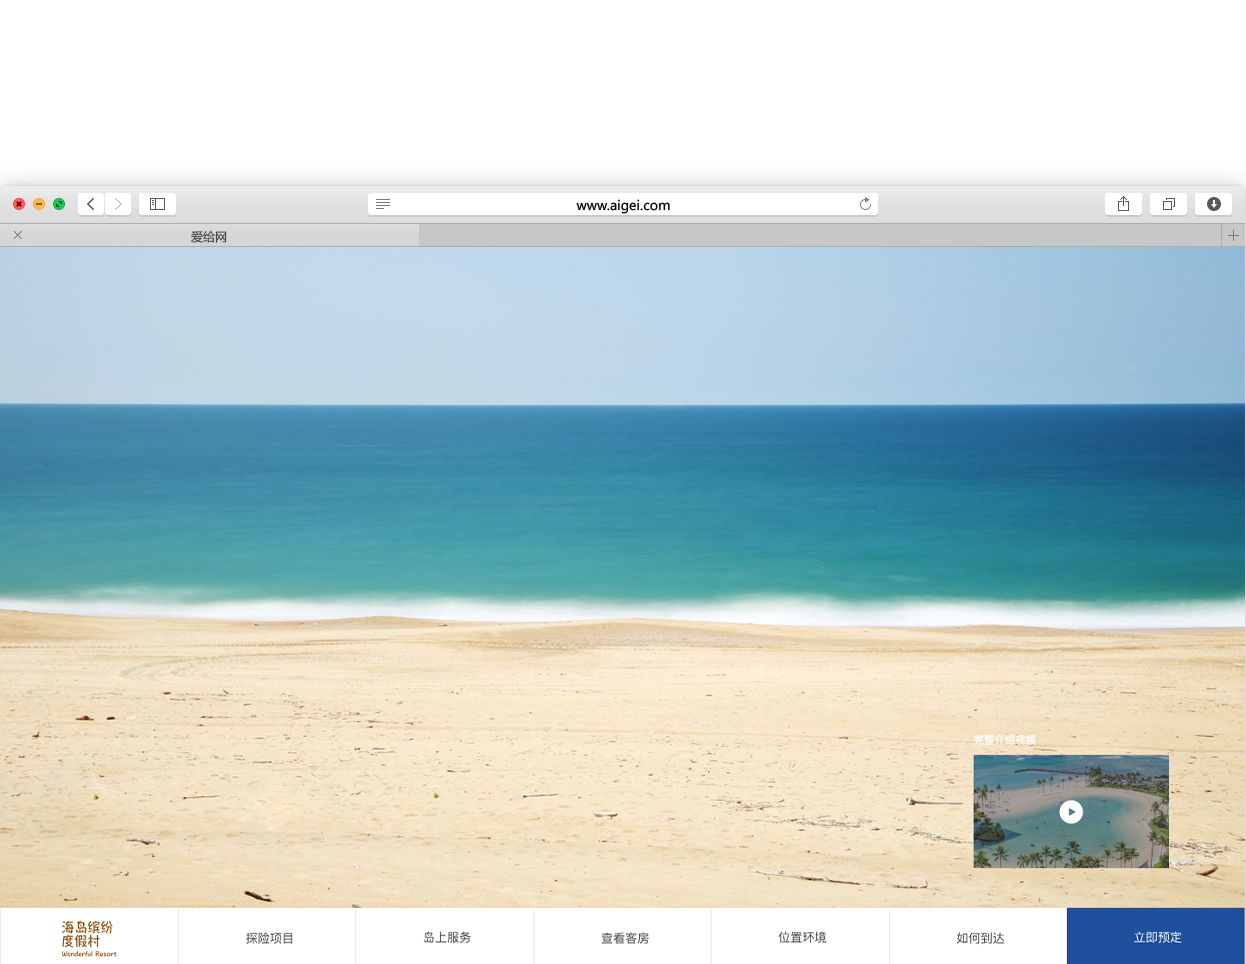 www.aigei.com
爱给网
完整介绍视频
海岛缤纷
度假村
Wonderful Resort
探险项目
岛上服务
查看客房
位置环境
如何到达
立即预定